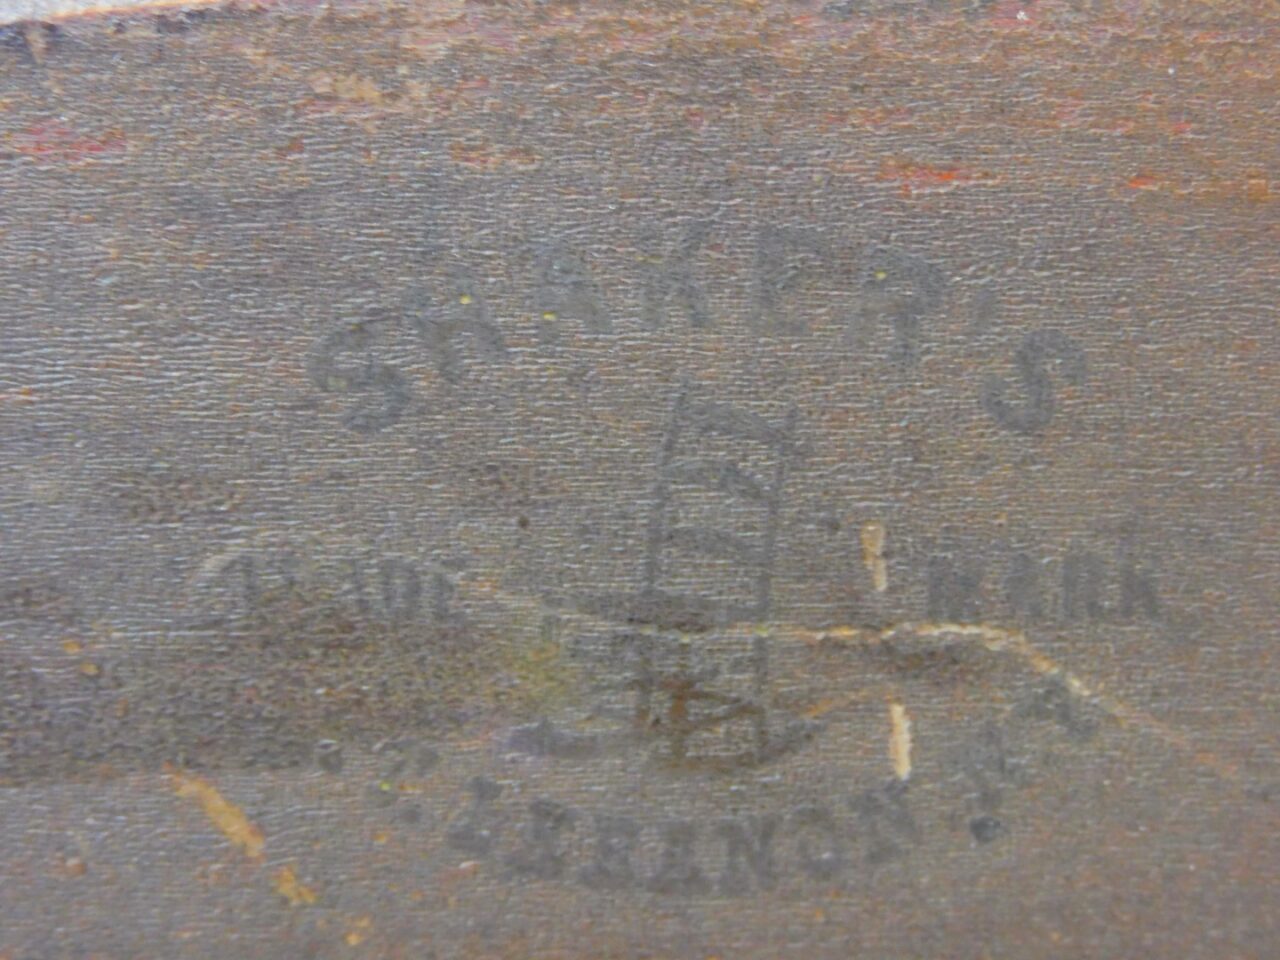 SHAKER'S
TRADE MARK
LEBANON, N.Y.